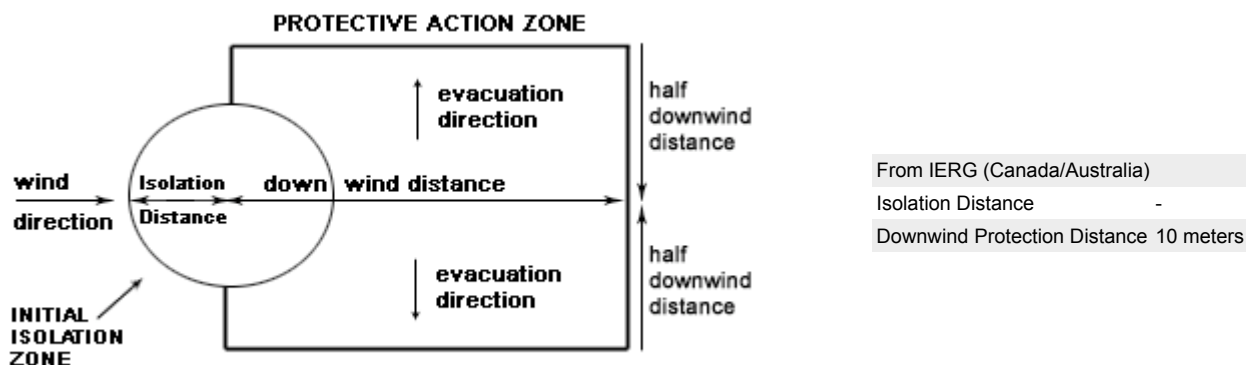 PROTECTIVE ACTION ZONE
evacuation
direction
half
downwind
distance
wind
direction
Isolation
Distance
down wind distance
evacuation
direction
half
downwind
distance
INITIAL
ISOLATION
ZONE
From IERG (Canada/Australia)
Isolation Distance -
Downwind Protection Distance 10 meters